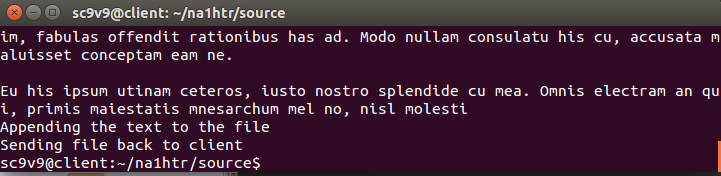 sc9v9@client: ~/na1htr/source
im, fabulas offendit rationibus has ad. Modo nullam consulatu his cu, accusata m
aluisset conceptam eam ne.
Eu his ipsum utinam ceteros, iusto nostro splendide cu mea. Omnis electram an qu
i, primis maiestatis mnesarchum mel no, nisl molesti
Appending the text to the file
Sending file back to client
sc9v9@client:~/na1htr/source$